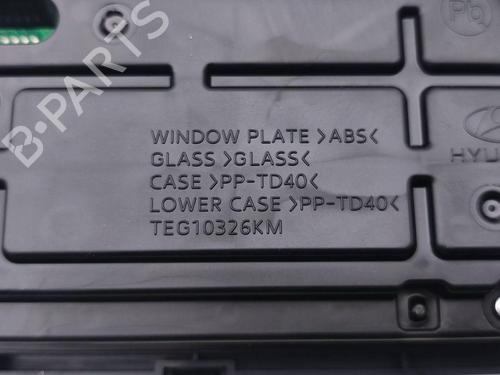 Pb
WINDOW PLATE >ABS<
GLASS >GLASS<
CASE >PP-TD40<
LOWER CASE >PP-TD40<
TEG10326KM
HYU
B-PARTS